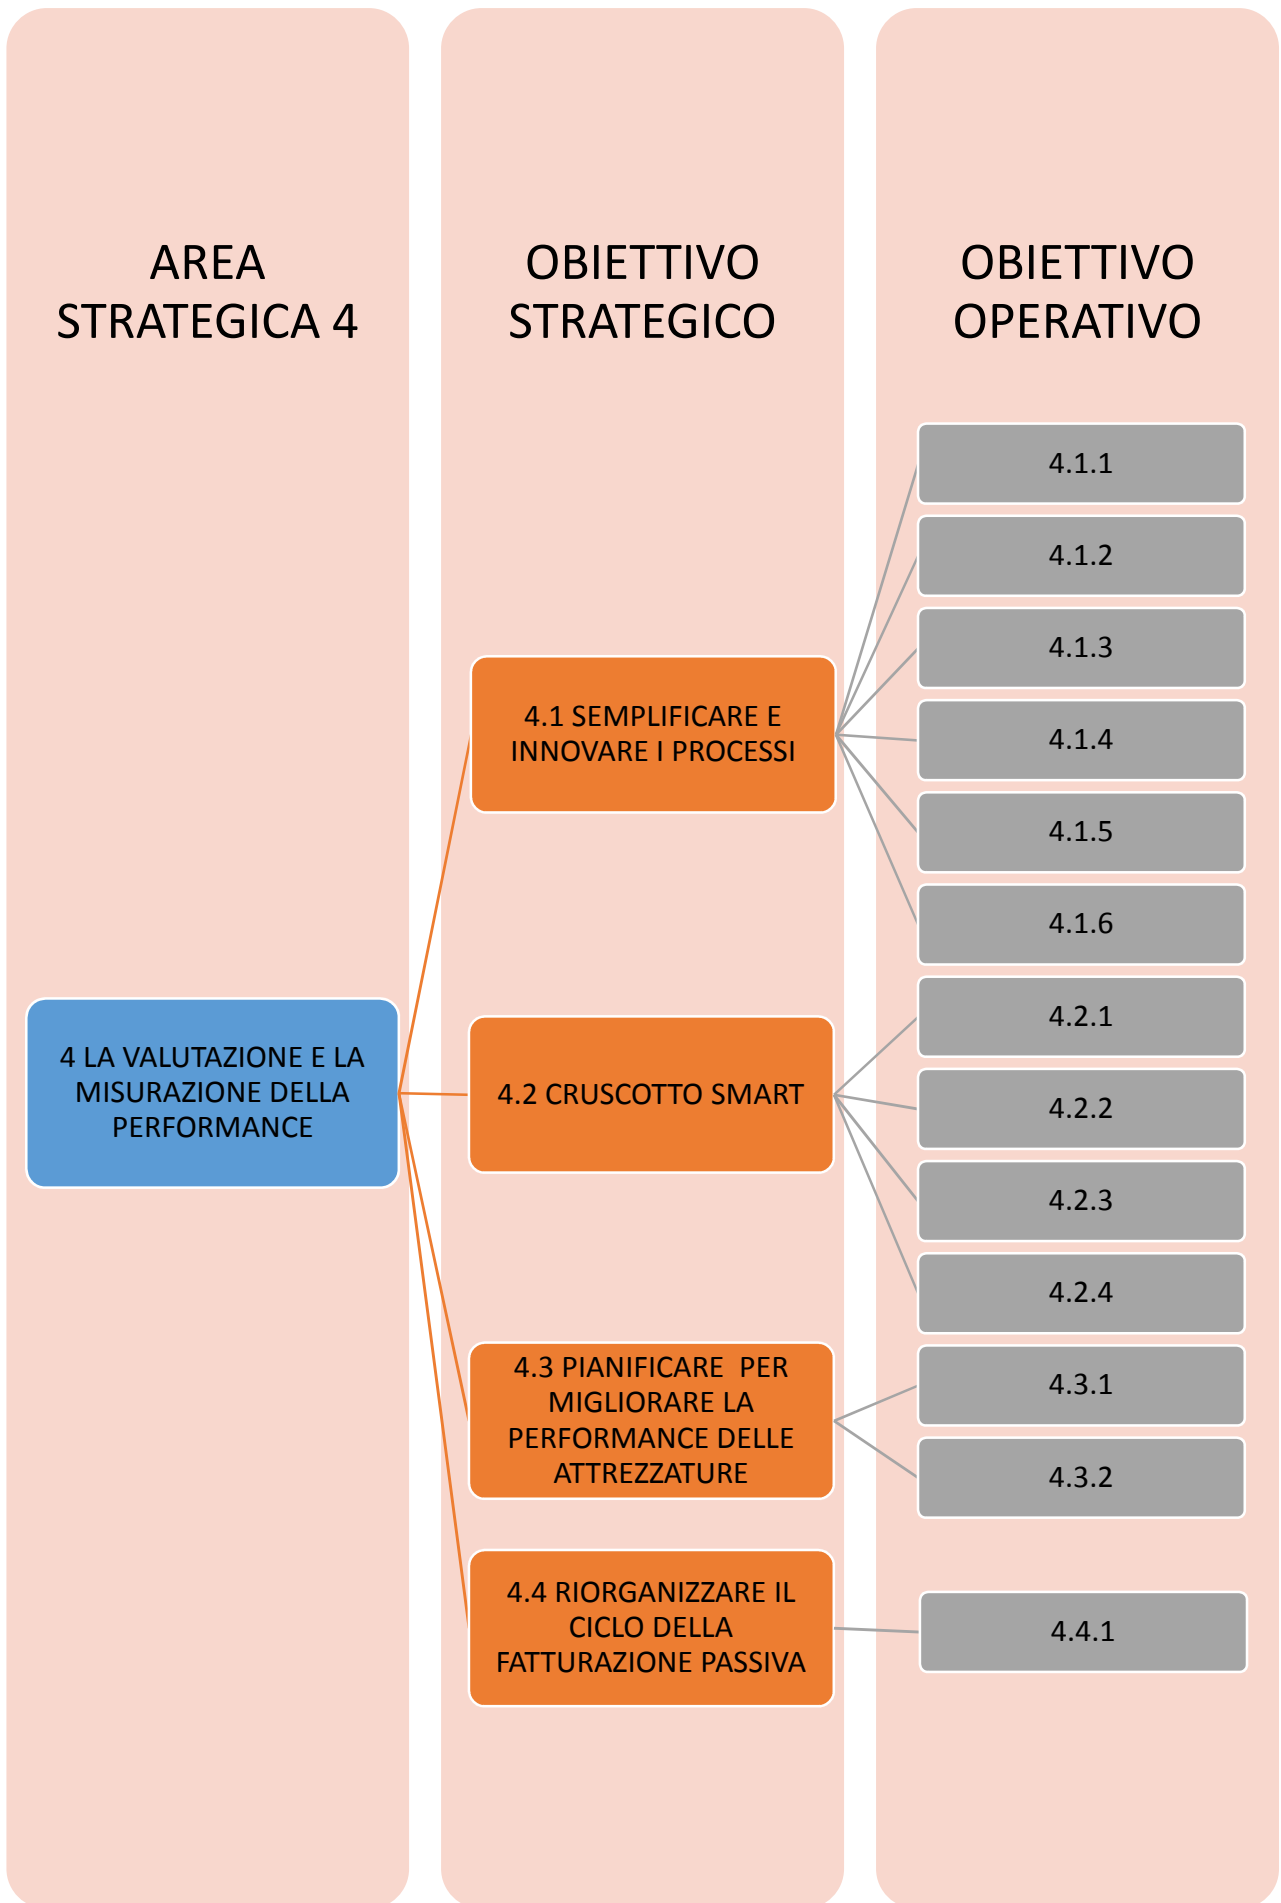 AREA
STRATEGICA 4
OBIETTIVO
STRATEGICO
OBIETTIVO
OPERATIVO
4 LA VALUTAZIONE E LA
MISURAZIONE DELLA
PERFORMANCE
4.1 SEMPLIFICARE E
INNOVARE I PROCESSI
4.1.1
4.1.2
4.1.3
4.1.4
4.1.5
4.1.6
4.2 CRUSCOTTO SMART
4.2.1
4.2.2
4.2.3
4.2.4
4.3 PIANIFICARE  PER
MIGLIORARE LA
PERFORMANCE DELLE
ATTREZZATURE
4.3.1
4.3.2
4.4 RIORGANIZZARE IL
CICLO DELLA
FATTURAZIONE PASSIVA
4.4.1